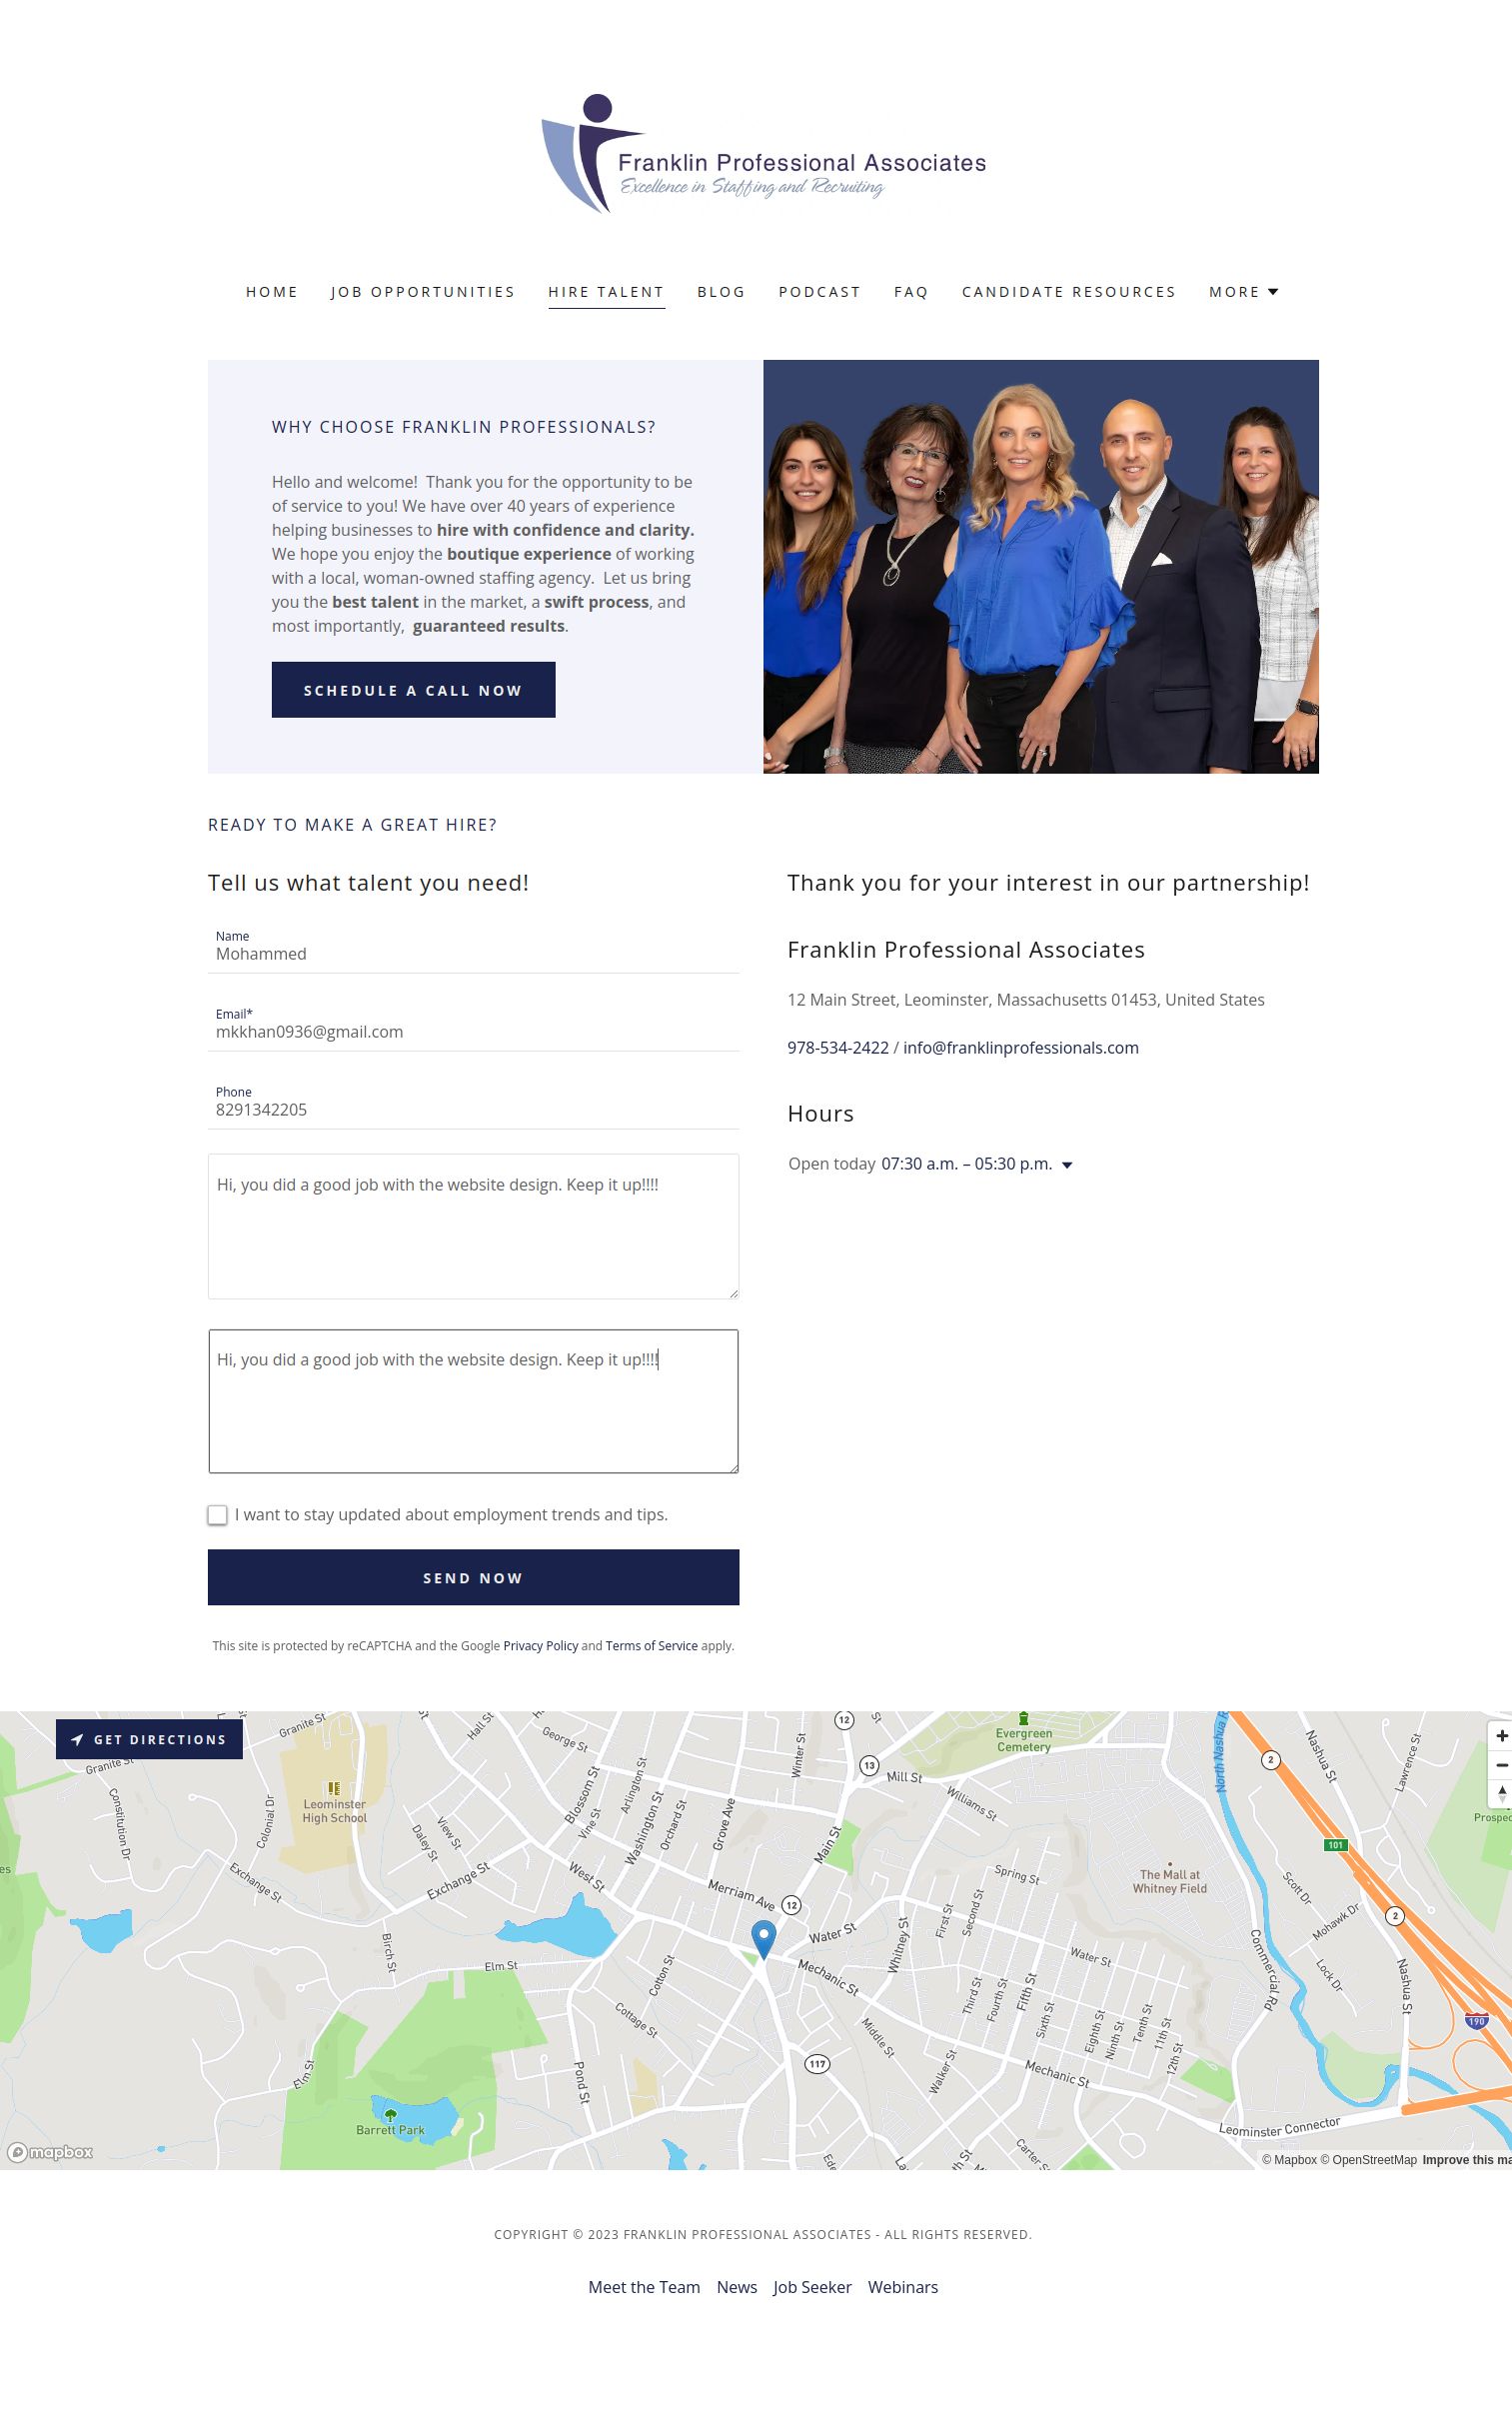 Franklin Professional Associates
Excellence in Staffing and Recruiting
HOME JOB OPPORTUNITIES HIRE TALENT BLOG PODCAST FAQ CANDIDATE RESOURCES MORE
WHY CHOOSE FRANKLIN PROFESSIONALS?
Hello and welcome!  Thank you for the opportunity to be
of service to you! We have over 40 years of experience
helping businesses to hire with confidence and clarity.
We hope you enjoy the boutique experience of working
with a local, woman-owned staffing agency.  Let us bring
you the best talent in the market, a swift process, and
most importantly,  guaranteed results.
SCHEDULE A CALL NOW
READY TO MAKE A GREAT HIRE?
Tell us what talent you need!
Name
Mohammed
Email*
mkkhan0936@gmail.com
Phone
8291342205
Hi, you did a good job with the website design. Keep it up!!!!
Hi, you did a good job with the website design. Keep it up!!!!
I want to stay updated about employment trends and tips.
SEND NOW
This site is protected by reCAPTCHA and the Google Privacy Policy and Terms of Service apply.
Thank you for your interest in our partnership!
Franklin Professional Associates
12 Main Street, Leominster, Massachusetts 01453, United States
978-534-2422 / info@franklinprofessionals.com
Hours
Open today 07:30 a.m. – 05:30 p.m.
GET DIRECTIONS
Granite St
Granite St
Hall St
George St
Winter St
12
St
Evergreen
Cemetery
North Nashua
2
Nashua St
Lawrence St
13
Mill St
Williams St
Constitution Dr
Leominster
High School
Colonial Dr
Blossom St
Vine St
Arlington St
Washington St
Orchard St
Grove Ave
Main St
Daley St
View St
101
Exchange St
Exchange St
West St
Merriam Ave
12
Spring St
The Mall at
Whitney Field
Scott Dr
Mohawk Dr
2
Birch St
Elm St
Water St
Whitney St
First St
Second St
Water St
Commercial Rd
Lock Dr
Nashua St
Cotton St
Mechanic St
Third St
Fourth St
Fifth St
Sixth St
Eighth St
Ninth St
Tenth St
11th St
12th St
190
Cottage St
Middle St
Walker St
Mechanic St
117
Elm St
Pond St
Barrett Park
Leominster Connector
Carter St
mapbox
© Mapbox © OpenStreetMap Improve this ma
COPYRIGHT © 2023 FRANKLIN PROFESSIONAL ASSOCIATES - ALL RIGHTS RESERVED.
Meet the Team News Job Seeker Webinars